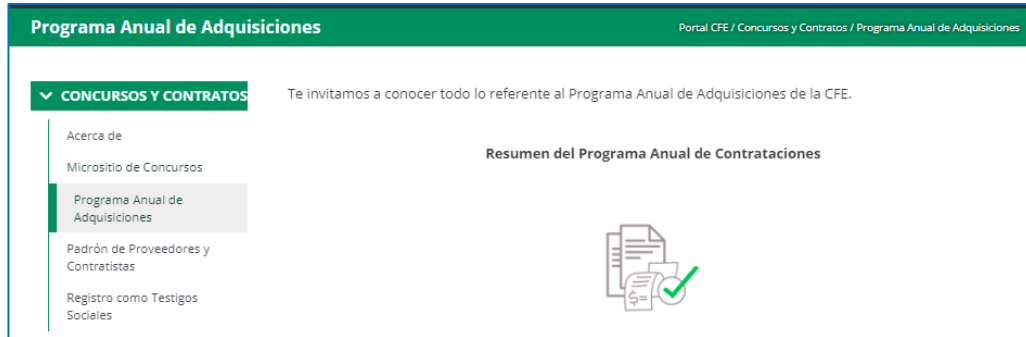 Programa Anual de Adquisiciones
Portal CFE / Concursos y Contratos / Programa Anual de Adquisiciones
CONCURSOS Y CONTRATOS
Acerca de
Micrositio de Concursos
Programa Anual de
Adquisiciones
Padrón de Proveedores y
Contratistas
Registro como Testigos
Sociales
Te invitamos a conocer todo lo referente al Programa Anual de Adquisiciones de la CFE.
Resumen del Programa Anual de Contrataciones
$=